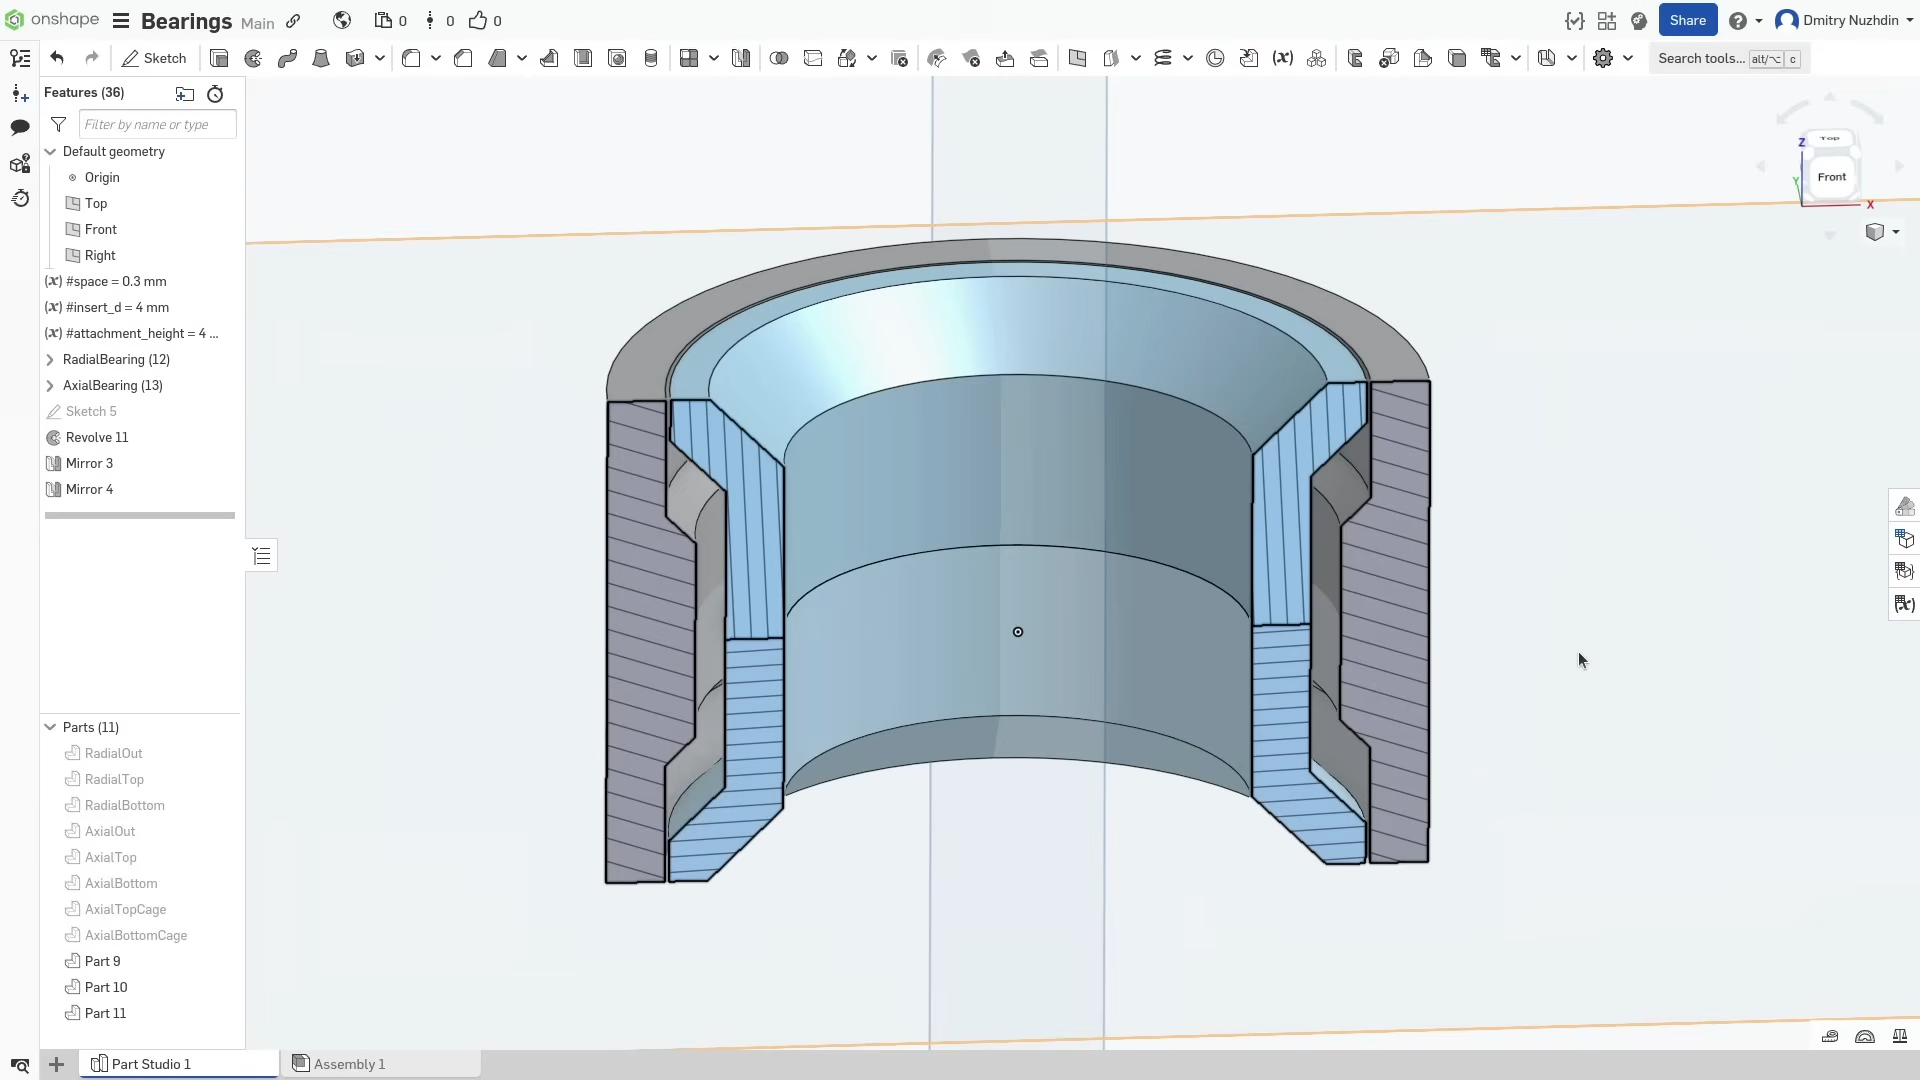 onshape Bearings Main 0 0 0 Share Dmitry Nuzhdin
Sketch Search tools... alt/⌥ c
Features (36)
Filter by name or type
Default geometry
Origin
Top
Front
Right
(x) #space = 0.3 mm
(x) #insert_d = 4 mm
(x) #attachment_height = 4 ...
RadialBearing (12)
AxialBearing (13)
Sketch 5
Revolve 11
Mirror 3
Mirror 4
Parts (11)
RadialOut
RadialTop
RadialBottom
AxialOut
AxialTop
AxialBottom
AxialTopCage
AxialBottomCage
Part 9
Part 10
Part 11
Top
Z
Front
Y
X
Part Studio 1 Assembly 1